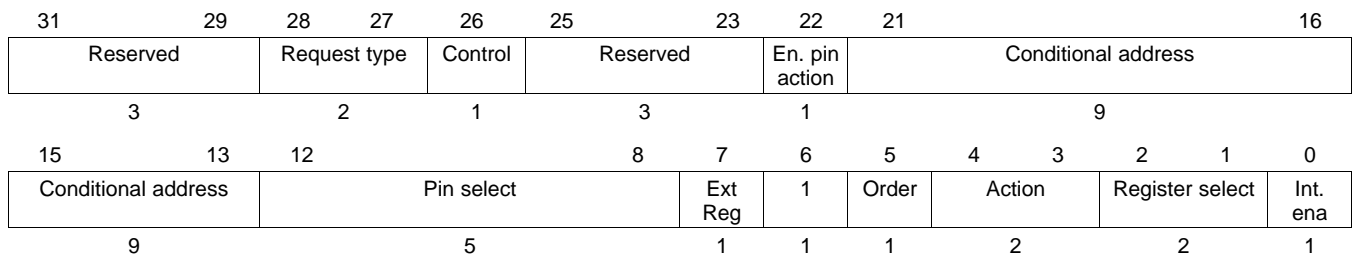 31 29 28 27 26 25 23 22 21 16
Reserved Request type Control Reserved En. pin action Conditional address
3 2 1 3 1 9
15 13 12 8 7 6 5 4 3 2 1 0
Conditional address Pin select Ext Reg 1 Order Action Register select Int. ena
9 5 1 1 1 2 2 1